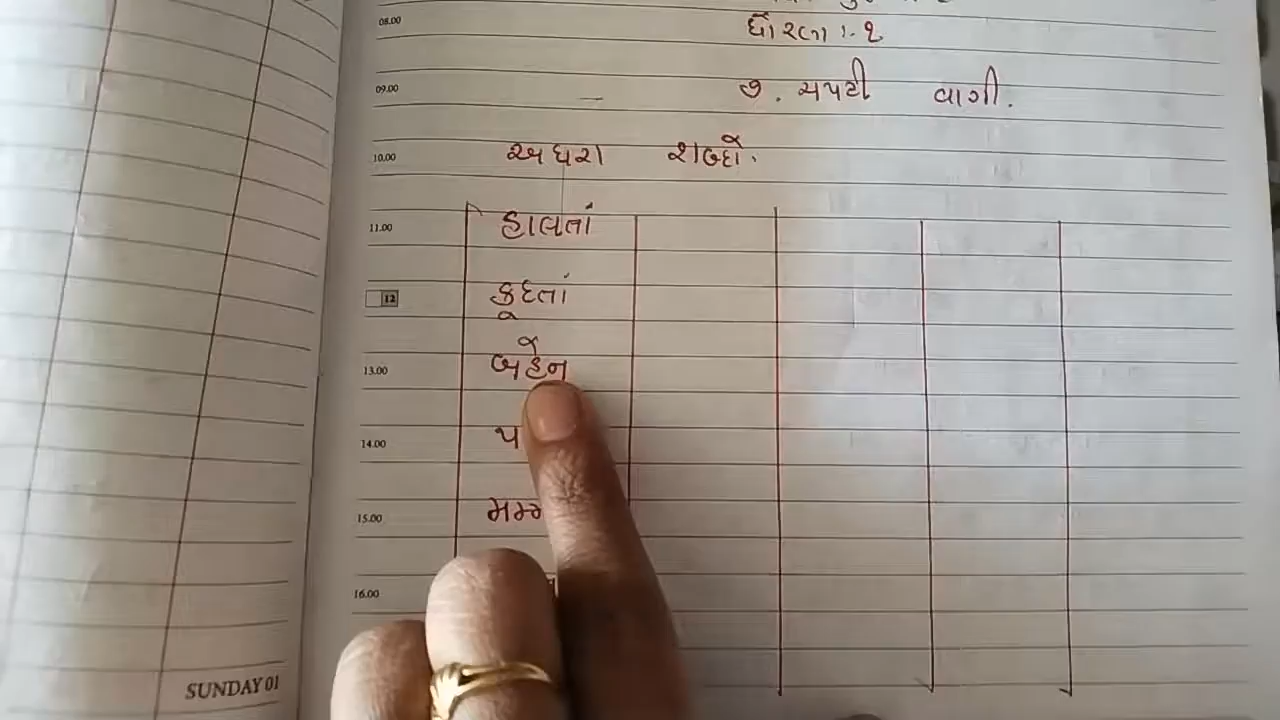 08.00
ધોરણ :- ૧
09.00
૭. ચપટી વાગી.
10.00
અઘરા શબ્દો.
11.00
હાલતાં
12
કૂદતાં
13.00
બહેન
14.00
15.00
16.00
SUNDAY 01